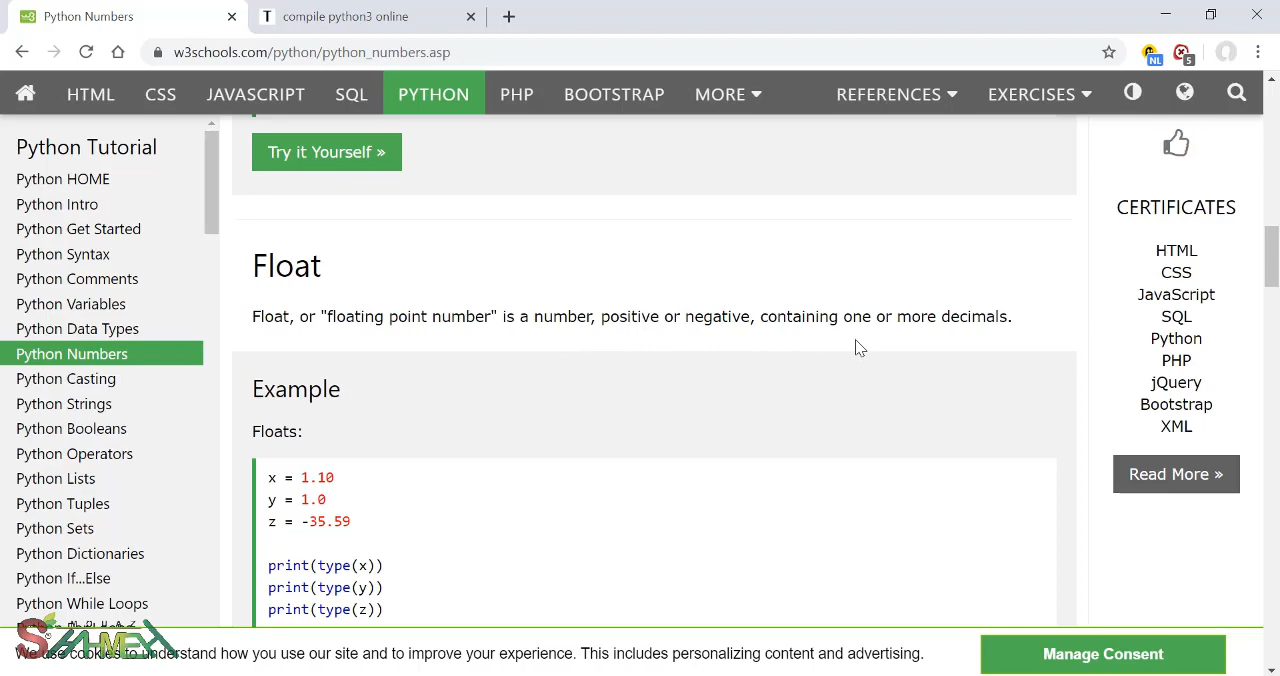 Python Numbers
compile python3 online
w3schools.com/python/python_numbers.asp
NL
5
HTML CSS JAVASCRIPT SQL PYTHON PHP BOOTSTRAP MORE REFERENCES EXERCISES
Python Tutorial
Python HOME
Python Intro
Python Get Started
Python Syntax
Python Comments
Python Variables
Python Data Types
Python Numbers
Python Casting
Python Strings
Python Booleans
Python Operators
Python Lists
Python Tuples
Python Sets
Python Dictionaries
Python If...Else
Python While Loops
Try it Yourself »
Float
Float, or "floating point number" is a number, positive or negative, containing one or more decimals.
Example
Floats:
x = 1.10
y = 1.0
z = -35.59
print(type(x))
print(type(y))
print(type(z))
CERTIFICATES
HTML
CSS
JavaScript
SQL
Python
PHP
jQuery
Bootstrap
XML
Read More »
We use cookies to understand how you use our site and to improve your experience. This includes personalizing content and advertising.
Manage Consent